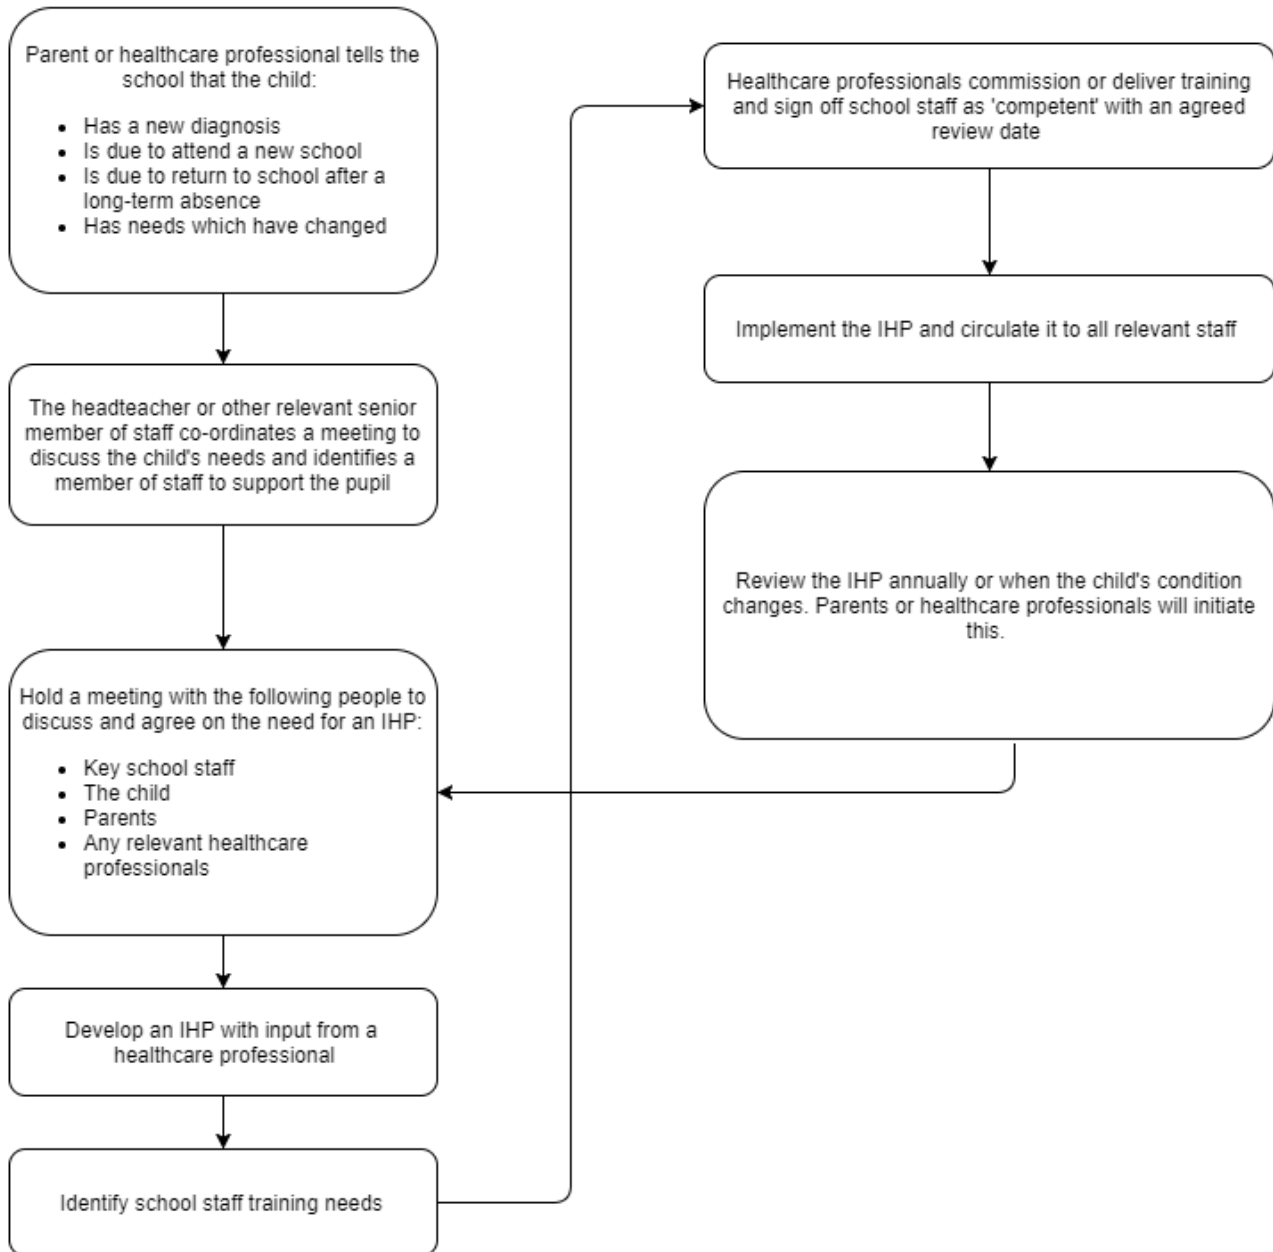 Parent or healthcare professional tells the
school that the child:
• Has a new diagnosis
• Is due to attend a new school
• Is due to return to school after a
long-term absence
• Has needs which have changed
The headteacher or other relevant senior
member of staff co-ordinates a meeting to
discuss the child's needs and identifies a
member of staff to support the pupil
Hold a meeting with the following people to
discuss and agree on the need for an IHP:
• Key school staff
• The child
• Parents
• Any relevant healthcare
professionals
Develop an IHP with input from a
healthcare professional
Identify school staff training needs
Healthcare professionals commission or deliver training
and sign off school staff as 'competent' with an agreed
review date
Implement the IHP and circulate it to all relevant staff
Review the IHP annually or when the child's condition
changes. Parents or healthcare professionals will initiate
this.